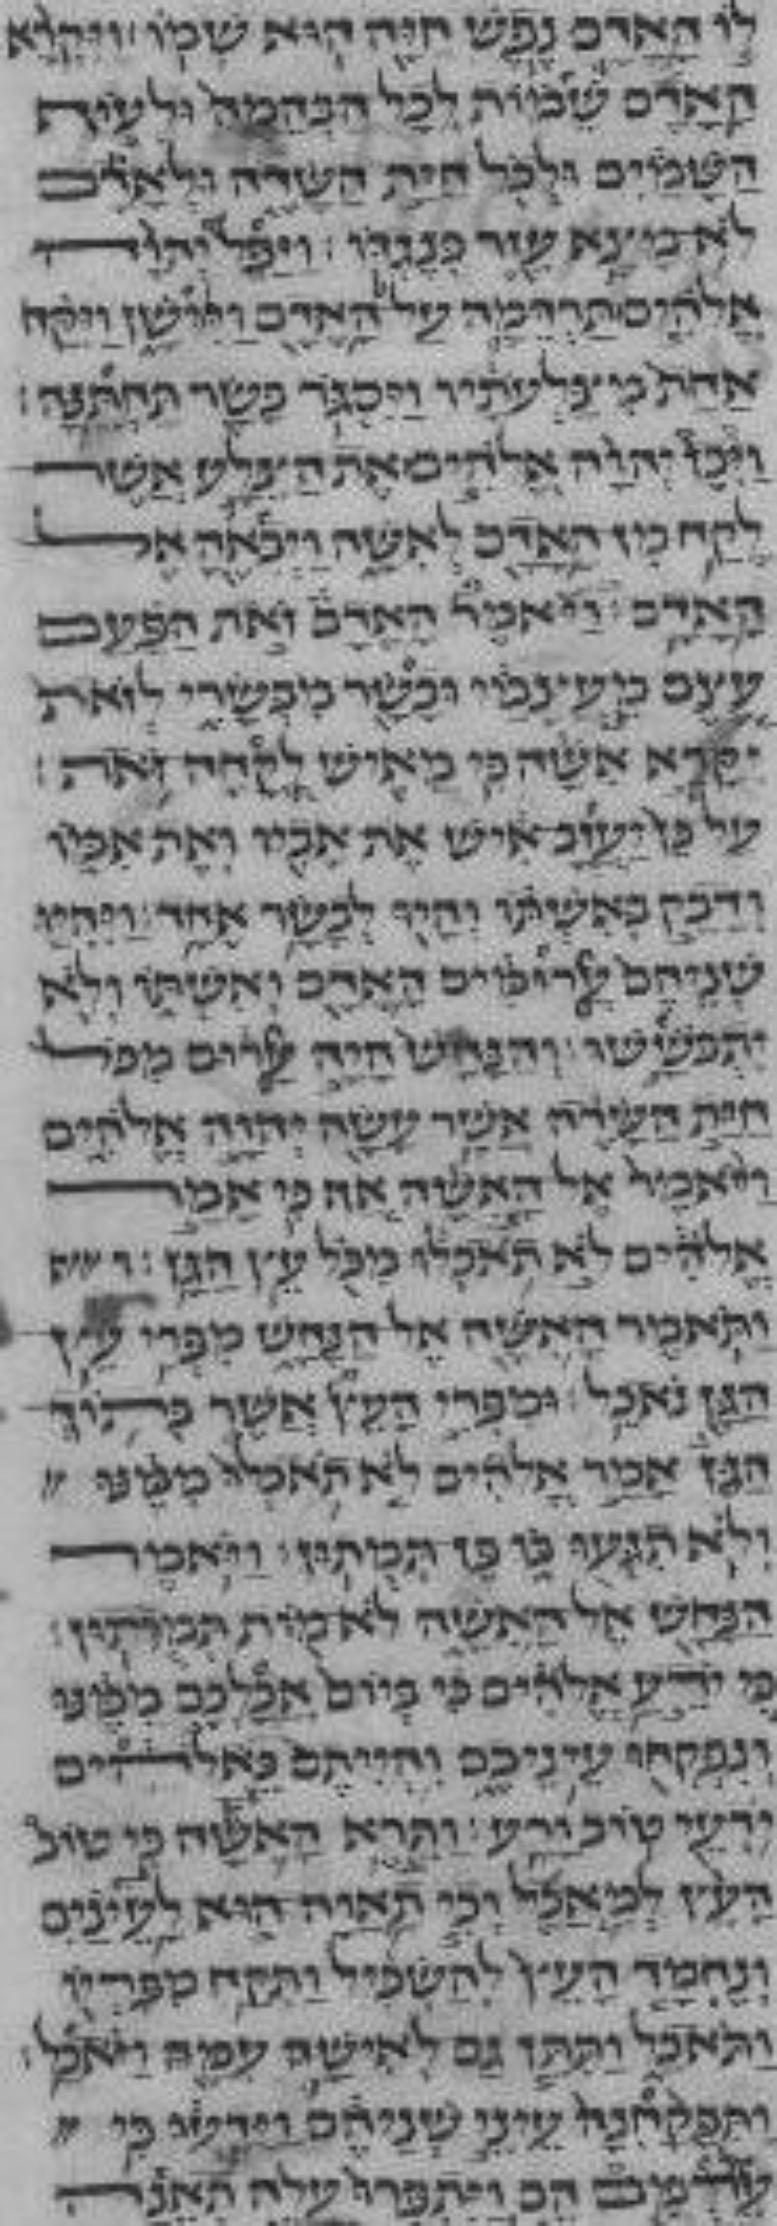 לו האדם נפש חיה הוא שמו׃ ויקרא
האדם שמות לכל הבהמה ולעוף
השמים ולכל חית השדה ולאדם
לא מצא עזר כנגדו׃ ויפל יהוה
אלהים תרדמה על האדם ויישן ויקח
אחת מצלעתיו ויסגר בשר תחתנה׃
ויבן יהוה אלהים את הצלע אשר
לקח מן האדם לאשה ויבאה אל
האדם׃ ויאמר האדם זאת הפעם
עצם מעצמי ובשר מבשרי לזאת
יקרא אשה כי מאיש לקחה זאת׃
על כן יעזב איש את אביו ואת אמו
ודבק באשתו והיו לבשר אחד׃ ויהיו
שניהם ערומים האדם ואשתו ולא
יתבששו׃ והנחש היה ערום מכל
חית השדה אשר עשה יהוה אלהים
ויאמר אל האשה אף כי אמר
אלהים לא תאכלו מכל עץ הגן׃
ותאמר האשה אל הנחש מפרי עץ
הגן נאכל׃ ומפרי העץ אשר בתוך
הגן אמר אלהים לא תאכלו ממנו
ולא תגעו בו פן תמתון׃ ויאמר
הנחש אל האשה לא מות תמתון׃
כי ידע אלהים כי ביום אכלכם ממנו
ונפקחו עיניכם והייתם כאלהים
ידעי טוב ורע׃ ותרא האשה כי טוב
העץ למאכל וכי תאוה הוא לעינים
ונחמד העץ להשכיל ותקח מפריו
ותאכל ותתן גם לאישה עמה ויאכל׃
ותפקחנה עיני שניהם וידעו כי
עירמים הם ויתפרו עלה תאנה